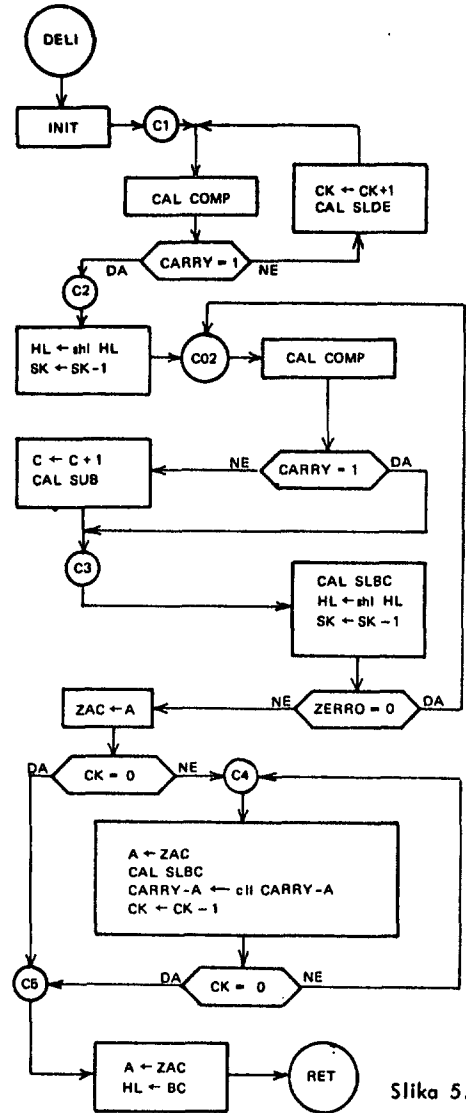 DELI
INIT
C1
CAL COMP
CK ← CK+1
CAL SLDE
CARRY = 1
DA
NE
C2
HL ← shl HL
SK ← SK-1
C02
CAL COMP
C ← C + 1
CAL SUB
NE
CARRY = 1
DA
C3
CAL SLBC
HL ← shl HL
SK ← SK - 1
ZAC ← A
NE
ZERRO = 0
DA
DA
CK = 0
NE
C4
A ← ZAC
CAL SLBC
CARRY-A ← cll CARRY-A
CK ← CK - 1
C5
DA
CK = 0
NE
A ← ZAC
HL ← BC
RET
Slika 5.